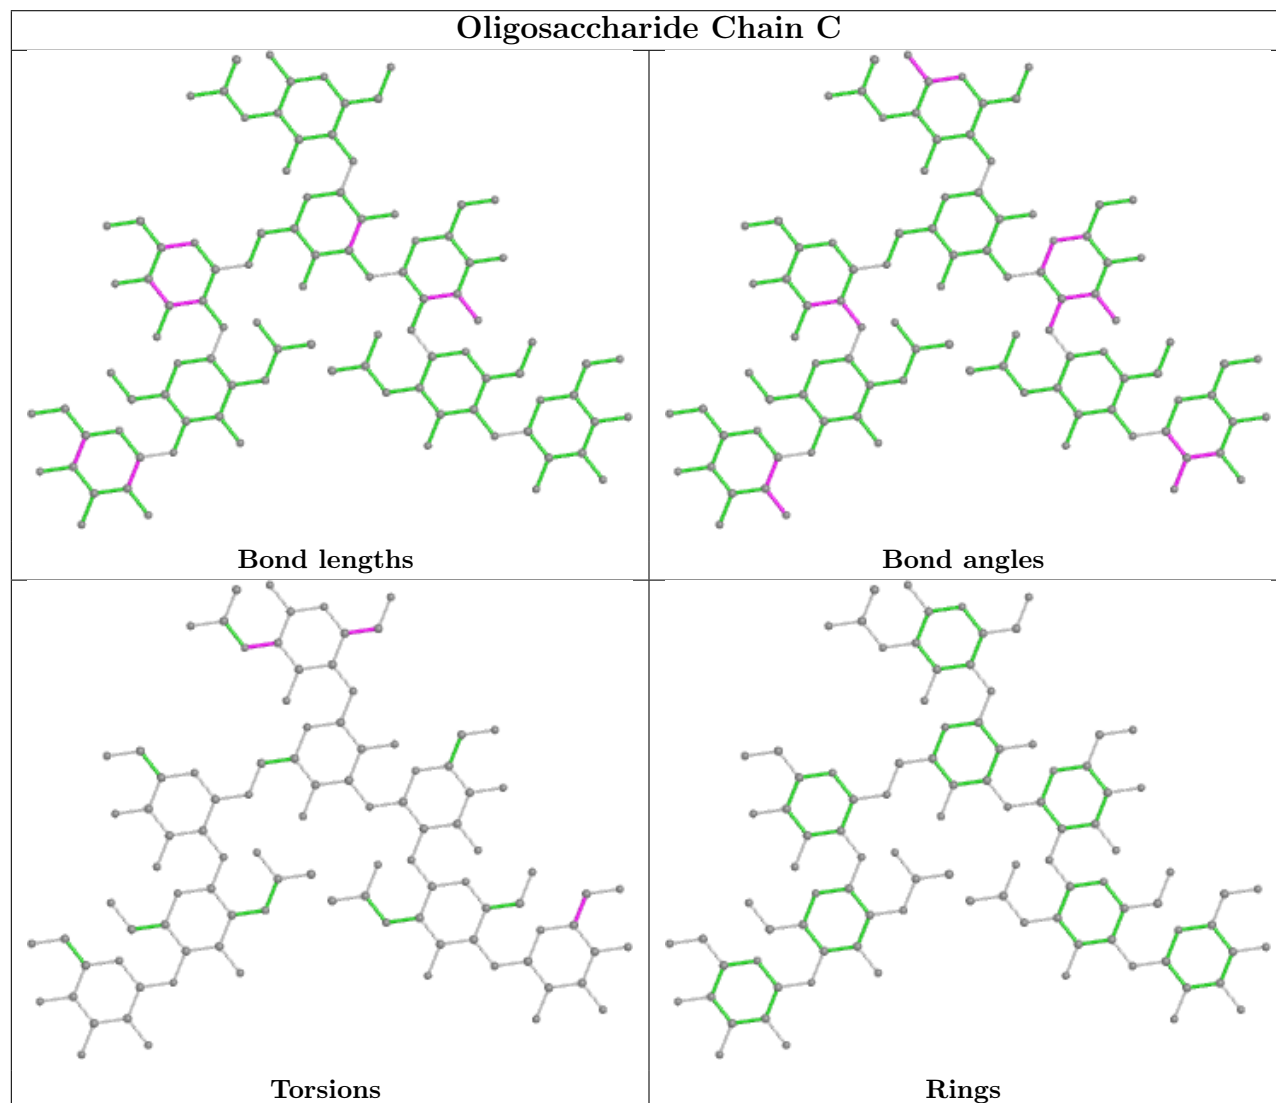 Oligosaccharide Chain C
Bond lengths
Bond angles
Torsions
Rings